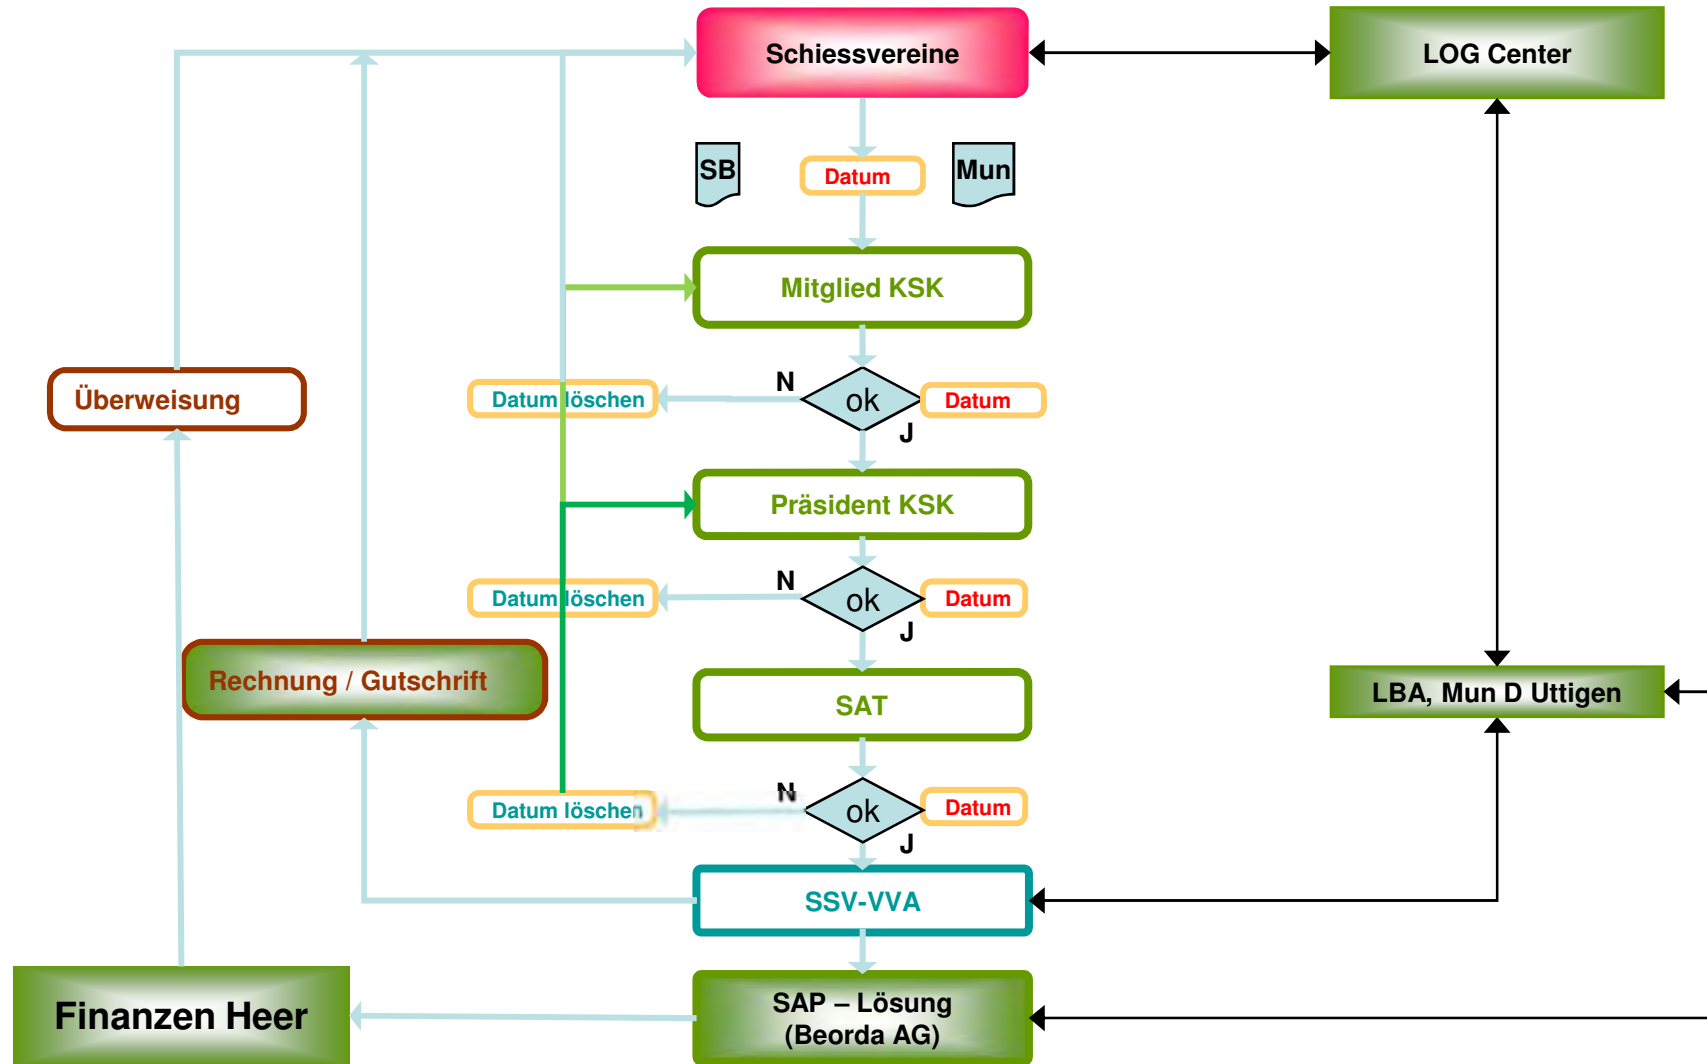 Schiessvereine
LOG Center
SB
Datum
Mun
Mitglied KSK
Überweisung
Datum löschen
N
ok
Datum
J
Präsident KSK
Datum löschen
N
ok
Datum
J
Rechnung / Gutschrift
SAT
LBA, Mun D Uttigen
Datum löschen
N
ok
Datum
J
SSV-VVA
Finanzen Heer
SAP – Lösung
(Beorda AG)